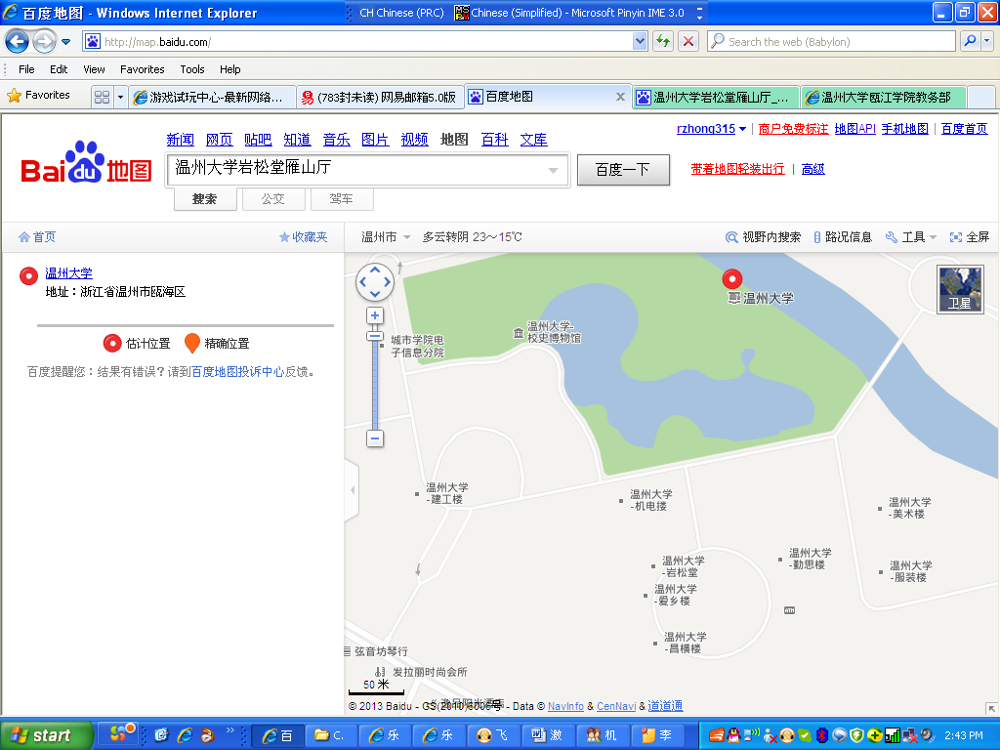 百度地图 - Windows Internet Explorer
CH Chinese (PRC)
Chinese (Simplified) - Microsoft Pinyin IME 3.0
http://map.baidu.com/
Search the web (Babylon)
File Edit View Favorites Tools Help
Favorites
游戏试玩中心-最新网络...
(783封未读) 网易邮箱5.0版
百度地图
温州大学岩松堂雁山厅_...
温州大学瓯江学院教务部
rzhong315
商户免费标注 地图API 手机地图 | 百度首页
新闻 网页 贴吧 知道 音乐 图片 视频 地图 百科 文库
Bai du 地图
温州大学岩松堂雁山厅
百度一下
带着地图轻装出行 | 高级
搜索 公交 驾车
首页
收藏夹
温州市
多云转阴 23～15℃
视野内搜索
路况信息
工具
全屏
温州大学
地址：浙江省温州市瓯海区
估计位置
精确位置
百度提醒您：结果有错误？请到百度地图投诉中心反馈。
卫星
温州大学
温州大学-
校史博物馆
城市学院电
子信息分院
温州大学
-建工楼
温州大学
-机电楼
温州大学
-美术楼
温州大学
-岩松堂
温州大学
-勤思楼
温州大学
-服装楼
温州大学
-爱乡楼
ATM
温州大学
-昌横楼
弦音坊琴行
发拉丽时尚会所
50 米
© 2013 Baidu - GS(2010)6006号 - Data © NavInfo & CenNavi & 道道通
start
百
C.
乐
乐
飞
激
机
李
2:43 PM